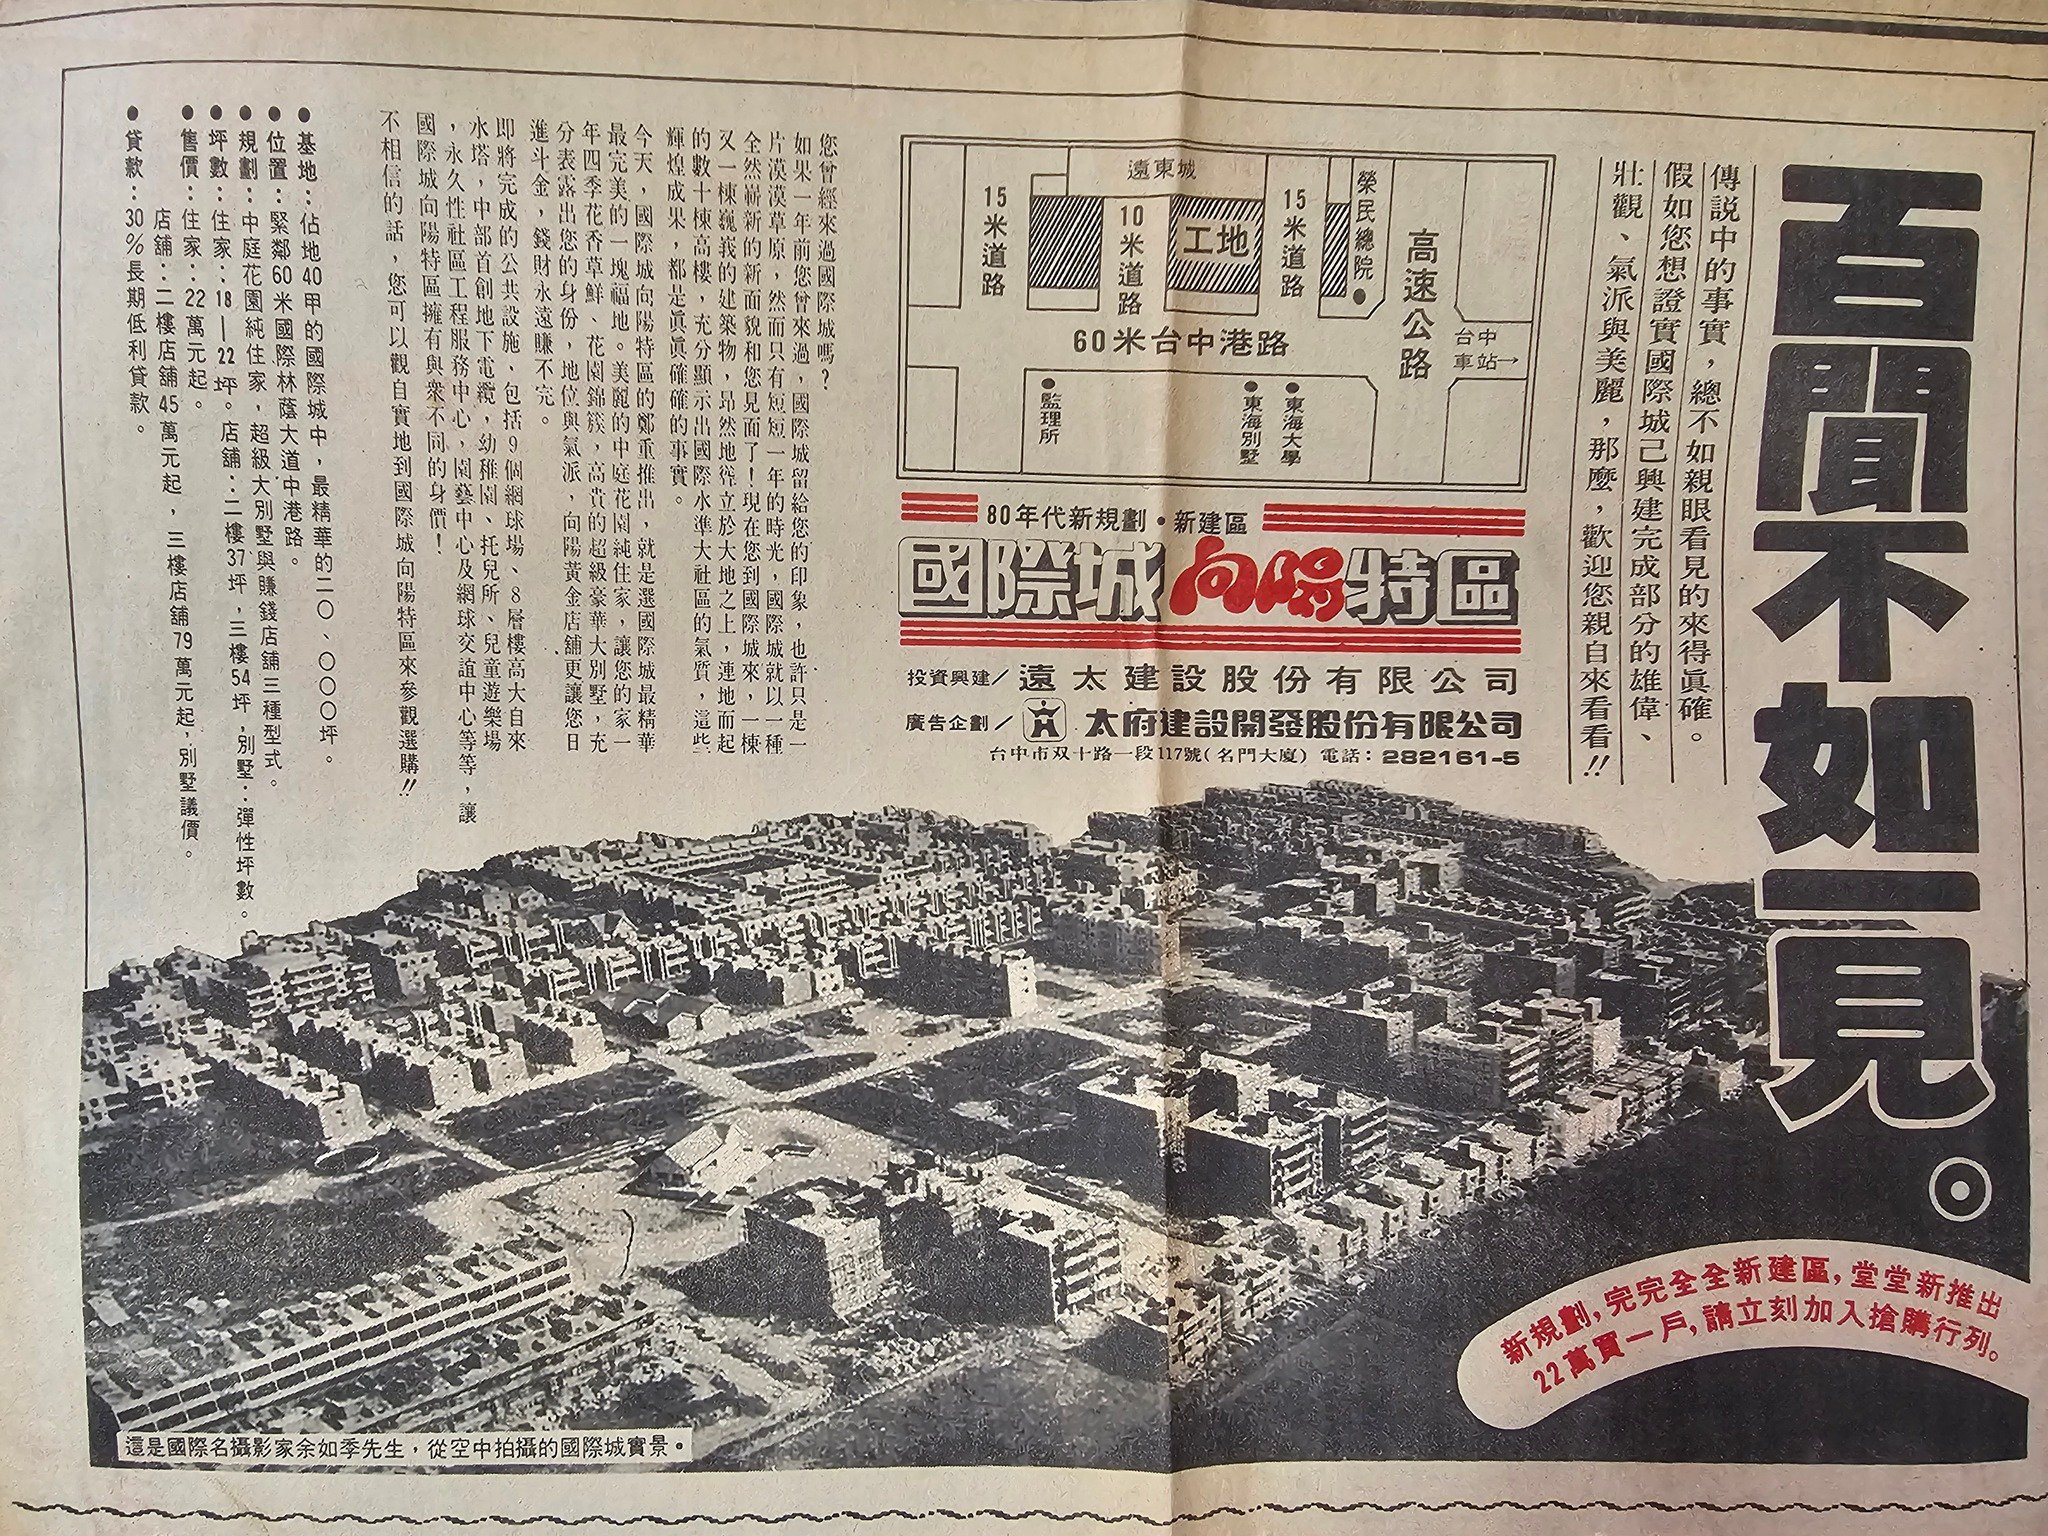 百聞不如一見。
傳説中的事實，總不如親眼看見的來得眞確。
假如您想證實國際城己興建完成部分的雄偉、
壯觀、氣派與美麗，那麼，歡迎您親自來看看!!
遠東城
15米道路
10米道路
工地
15米道路
榮民總院
高速公路
60米台中港路
台中
車站→
監理所
東海別墅
東海大學
80年代新規劃・新建區
國際城向陽特區
投資興建／遠太建設股份有限公司
廣告企劃／太府建設開發股份有限公司
台中市双十路一段117號(名門大廈) 電話：282161-5
您曾經來過國際城嗎？
如果一年前您曾來過，國際城留給您的印象，也許只是一
片漠漠草原，然而只有短短一年的時光，國際城就以一種
全然嶄新的新面貌和您見面了！現在您到國際城來，一棟
又一棟巍峩的建築物，昂然地聳立於大地之上，連地而起
的數十棟高樓，充分顯示出國際水準大社區的氣質，這些
輝煌成果，都是眞眞確確的事實。
今天，國際城向陽特區的鄭重推出，就是選國際城最精華
最完美的一塊福地。美麗的中庭花園純住家，讓您的家一
年四季花香草鮮、花園錦簇，高貴的超級豪華大別墅，充
分表露出您的身份，地位與氣派，向陽黃金店舖更讓您日
進斗金，錢財永遠賺不完。
即將完成的公共設施，包括9個網球場、8層樓高大自來
水塔，中部首創地下電纜，幼稚園、托兒所、兒童遊樂場
，永久性社區工程服務中心，園藝中心及網球交誼中心等等，讓
國際城向陽特區擁有與衆不同的身價！
不相信的話，您可以親自實地到國際城向陽特區來參觀選購!!
●基地：佔地40甲的國際城中，最精華的二〇、〇〇〇坪。
●位置：緊鄰60米國際林蔭大道中港路。
●規劃：中庭花園純住家，超級大別墅與賺錢店舖三種型式。
●坪數：住家：18—22坪。店舖：二樓37坪，三樓54坪，別墅：彈性坪數。
●售價：住家：22萬元起。
店舖：二樓店舖45萬元起，三樓店舖79萬元起，別墅議價。
●貸款：30%長期低利貸款。
新規劃，完完全全新建區，堂堂新推出
22萬買一戶，請立刻加入搶購行列。
這是國際名攝影家余如季先生，從空中拍攝的國際城實景。